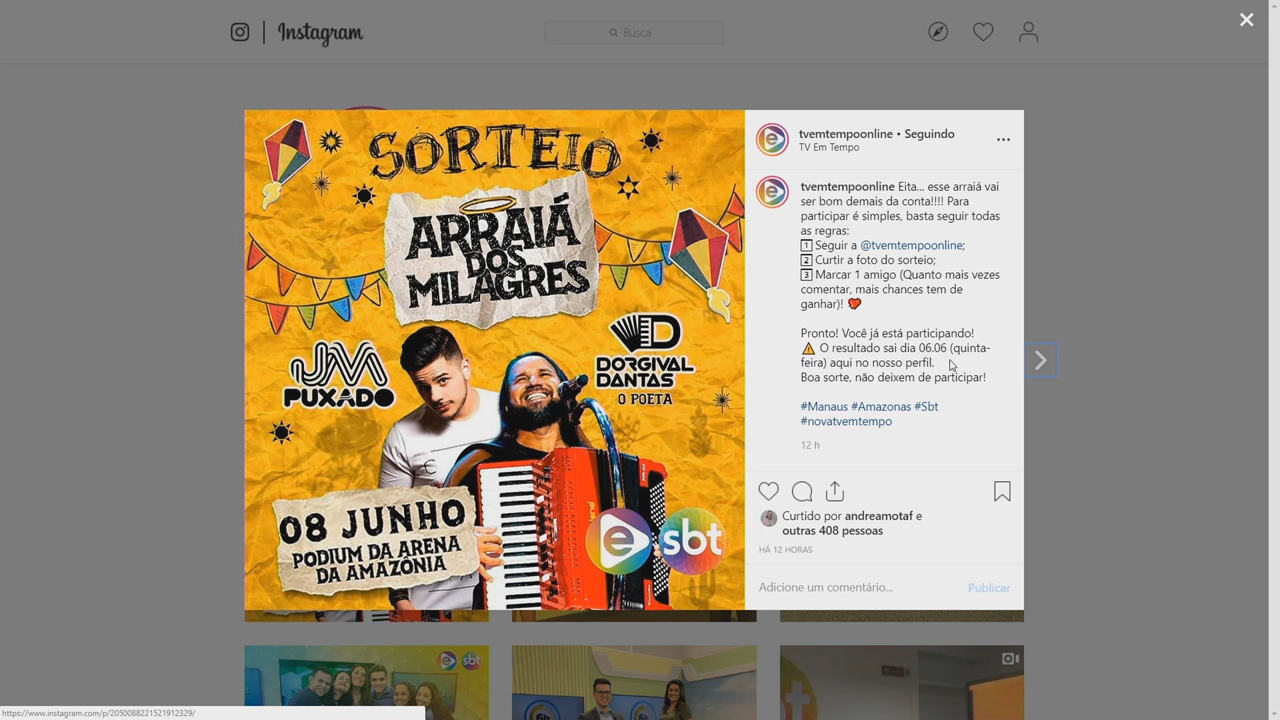 Instagram
Busca
SORTEIO
ARRAIÁ
DOS
MILAGRES
JM
PUXADO
D
DORGIVAL
DANTAS
O POETA
08 JUNHO
PODIUM DA ARENA
DA AMAZÔNIA
e
sbt
tvemtempoonline • Seguindo
TV Em Tempo
tvemtempoonline Eita... esse arraiá vai
ser bom demais da conta!!!! Para
participar é simples, basta seguir todas
as regras:
1 Seguir a @tvemtempoonline;
2 Curtir a foto do sorteio;
3 Marcar 1 amigo (Quanto mais vezes
comentar, mais chances tem de
ganhar)!
Pronto! Você já está participando!
⚠ O resultado sai dia 06.06 (quinta-
feira) aqui no nosso perfil.
Boa sorte, não deixem de participar!
#Manaus #Amazonas #Sbt
#novatvemtempo
12 h
Curtido por andreamotaf e
outras 408 pessoas
HÁ 12 HORAS
Adicione um comentário...
Publicar
e sbt
https://www.instagram.com/p/2050088221521912329/